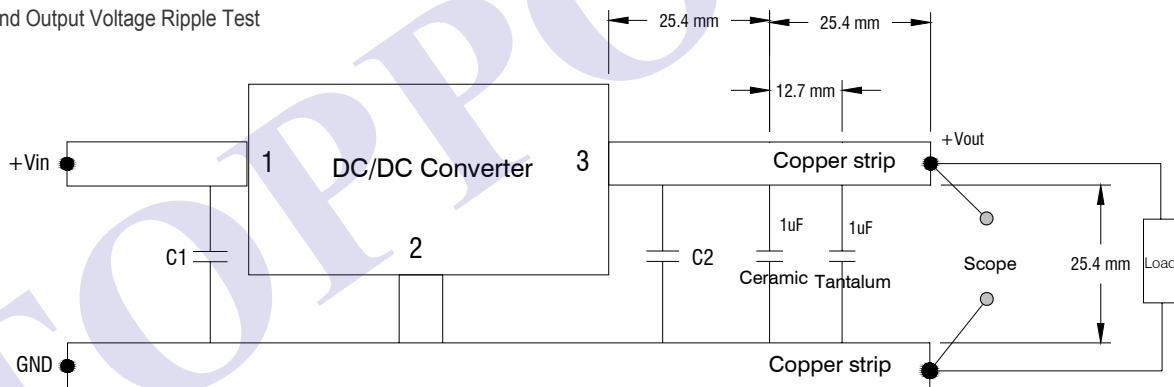 nd Output Voltage Ripple Test
25.4 mm
25.4 mm
12.7 mm
+Vin
1
DC/DC Converter
3
Copper strip
+Vout
2
C1
C2
1uF
Ceramic
1uF
Tantalum
Scope
25.4 mm
Load
GND
Copper strip
TOPPO